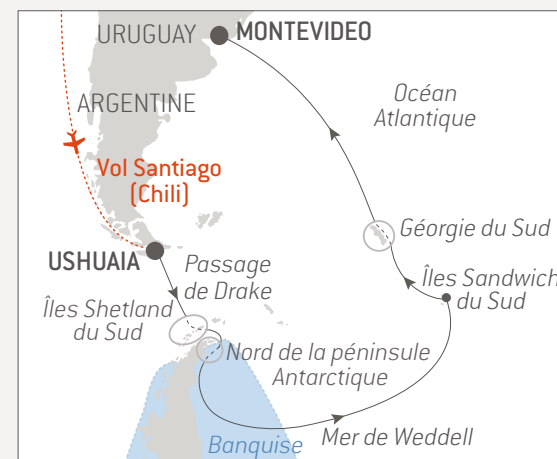 URUGUAY
MONTEVIDEO
Océan
Atlantique
ARGENTINE
Vol Santiago
(Chili)
Géorgie du Sud
USHUAIA
Passage
de Drake
Îles Sandwich
du Sud
Îles Shetland
du Sud
Nord de la péninsule
Antarctique
Banquise
Mer de Weddell